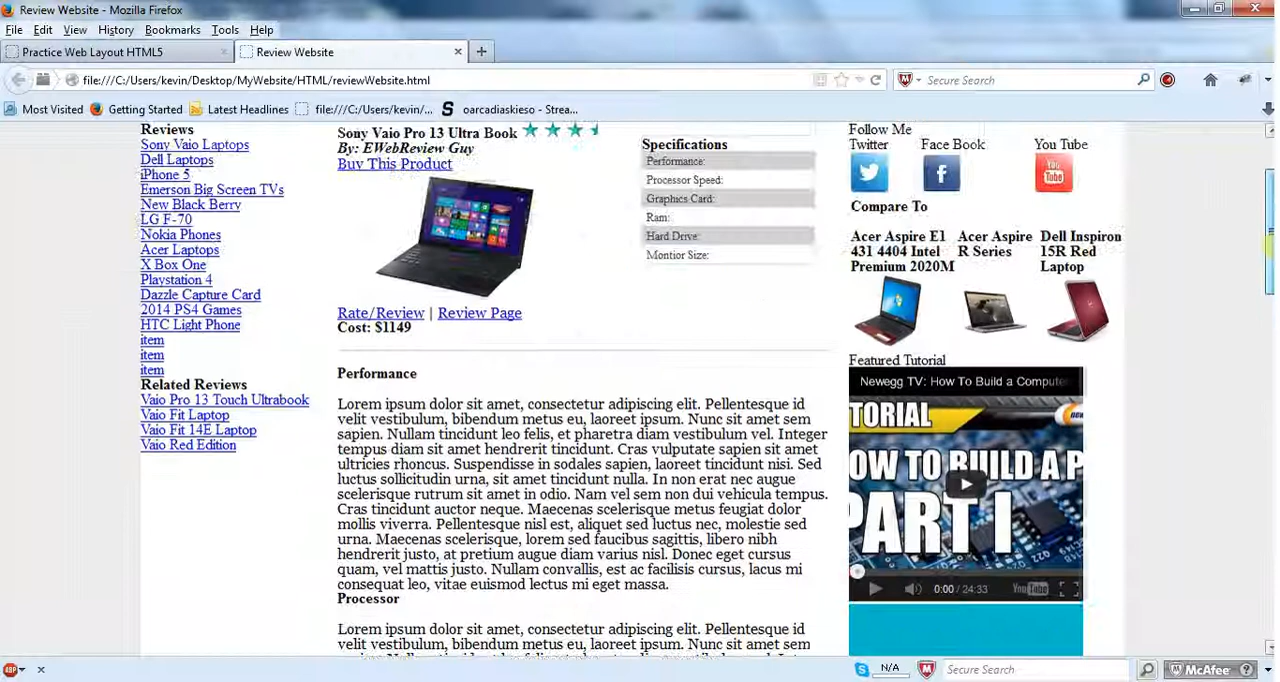 Review Website - Mozilla Firefox
File Edit View History Bookmarks Tools Help
Practice Web Layout HTML5
Review Website
file:///C:/Users/kevin/Desktop/MyWebsite/HTML/reviewWebsite.html
Secure Search
Most Visited
Getting Started
Latest Headlines
file:///C:/Users/kevin/...
oarcadiaskieso - Strea...
Reviews
Sony Vaio Laptops
Dell Laptops
iPhone 5
Emerson Big Screen TVs
New Black Berry
LG F-70
Nokia Phones
Acer Laptops
X Box One
Playstation 4
Dazzle Capture Card
2014 PS4 Games
HTC Light Phone
item
item
item
Related Reviews
Vaio Pro 13 Touch Ultrabook
Vaio Fit Laptop
Vaio Fit 14E Laptop
Vaio Red Edition
Sony Vaio Pro 13 Ultra Book
By: EWebReview Guy
Buy This Product
Rate/Review | Review Page
Cost: $1149
Specifications
Performance:
Processor Speed:
Graphics Card:
Ram:
Hard Drive:
Montior Size:
Performance
Lorem ipsum dolor sit amet, consectetur adipiscing elit. Pellentesque id
velit vestibulum, bibendum metus eu, laoreet ipsum. Nunc sit amet sem
sapien. Nullam tincidunt leo felis, et pharetra diam vestibulum vel. Integer
tempus diam sit amet hendrerit tincidunt. Cras vulputate sapien sit amet
ultricies rhoncus. Suspendisse in sodales sapien, laoreet tincidunt nisi. Sed
luctus sollicitudin urna, sit amet tincidunt nulla. In non erat nec augue
scelerisque rutrum sit amet in odio. Nam vel sem non dui vehicula tempus.
Cras tincidunt auctor neque. Maecenas scelerisque metus feugiat dolor
mollis viverra. Pellentesque nisl est, aliquet sed luctus nec, molestie sed
urna. Maecenas scelerisque, lorem sed faucibus sagittis, libero nibh
hendrerit justo, at pretium augue diam varius nisl. Donec eget cursus
quam, vel mattis justo. Nullam convallis, est ac facilisis cursus, lacus mi
consequat leo, vitae euismod lectus mi eget massa.
Processor
Lorem ipsum dolor sit amet, consectetur adipiscing elit. Pellentesque id
velit vestibulum, bibendum metus eu, laoreet ipsum. Nunc sit amet sem
Follow Me
Twitter Face Book You Tube
You Tube
Compare To
Acer Aspire E1
431 4404 Intel
Premium 2020M
Acer Aspire
R Series
Dell Inspiron
15R Red
Laptop
Featured Tutorial
Newegg TV: How To Build a Compute
TORIAL
OW TO BUILD A P
PART I
0:00 / 24:33
YouTube
ABP
N/A
Secure Search
McAfee